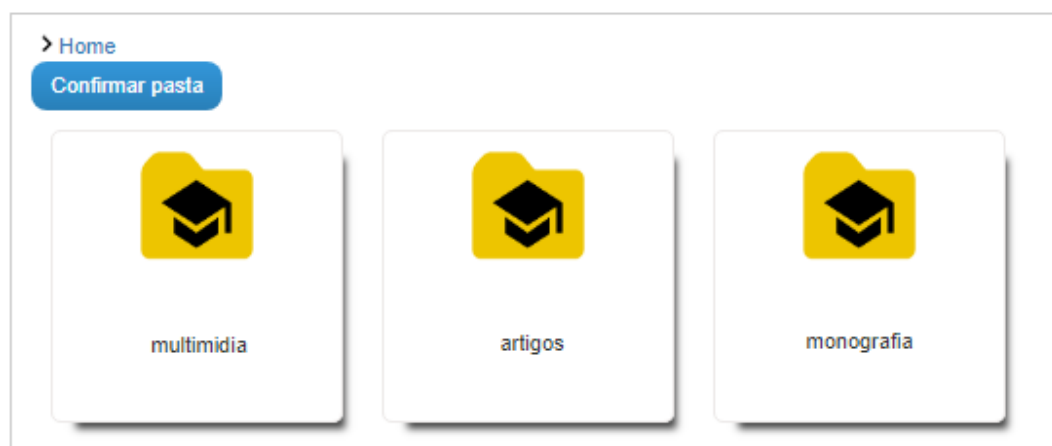 Home
Confirmar pasta
multimidia
artigos
monografia